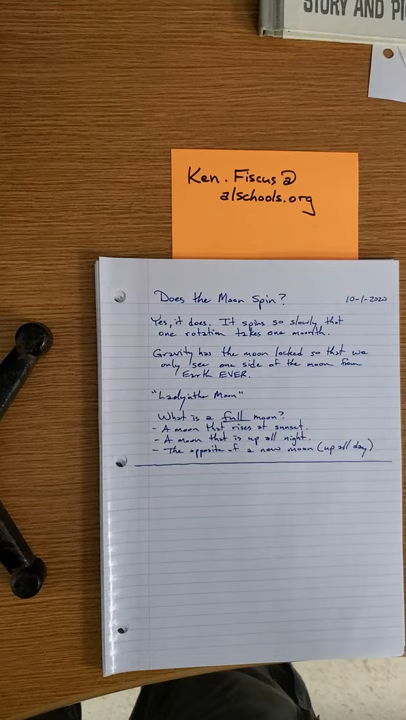 STORY AND PI
Ken.Fiscus@
alschools.org
Does the Moon Spin?
10-1-2020
Yes, it does. It spins so slowly that
one rotation takes one month.
Gravity has the moon locked so that we
only see one side of the moon from
Earth EVER.
"Lady in the Moon"
What is a full moon?
- A moon that rises at sunset.
- A moon that is up all night.
- The opposite of a new moon (up all day)